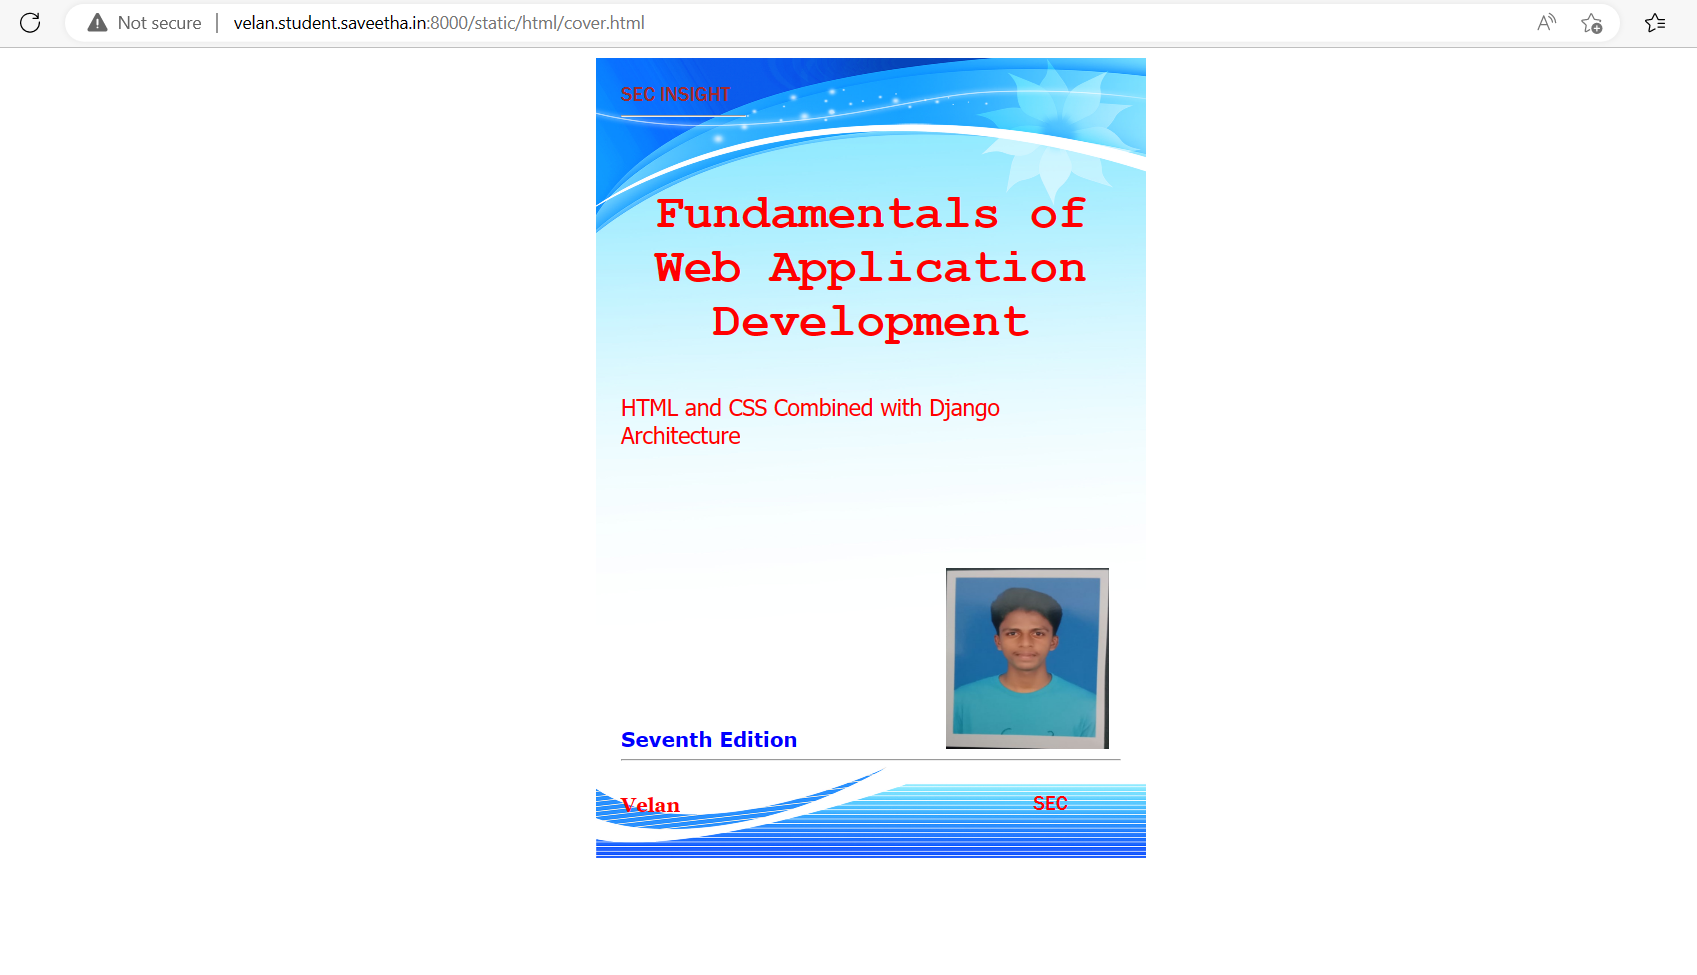 Not secure | velan.student.saveetha.in:8000/static/html/cover.html
SEC INSIGHT
Fundamentals of
Web Application
Development
HTML and CSS Combined with Django
Architecture
Seventh Edition
Velan SEC